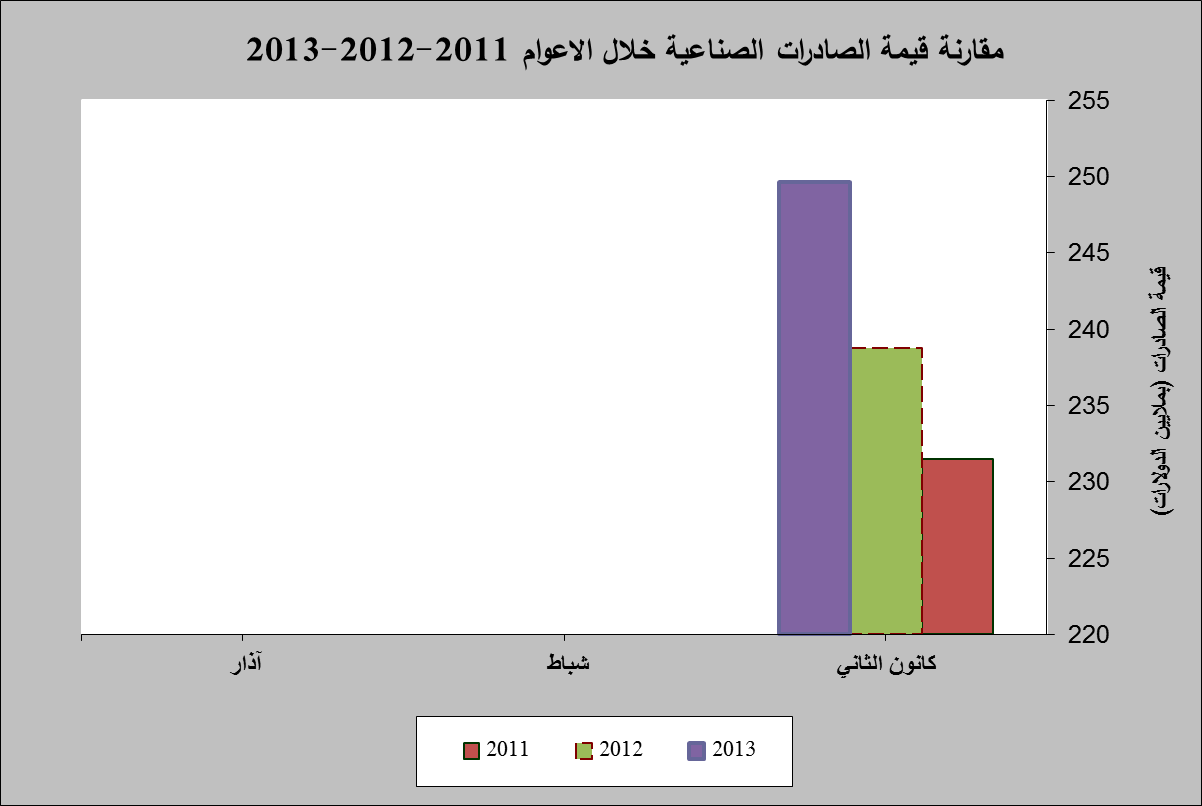 مقارنة قيمة الصادرات الصناعية خلال الاعوام 2011-2012-2013
255
250
245
240
235
230
225
220
قيمة الصادرات (بملايين الدولارات)
كانون الثاني
شباط
آذار
2011
2012
2013